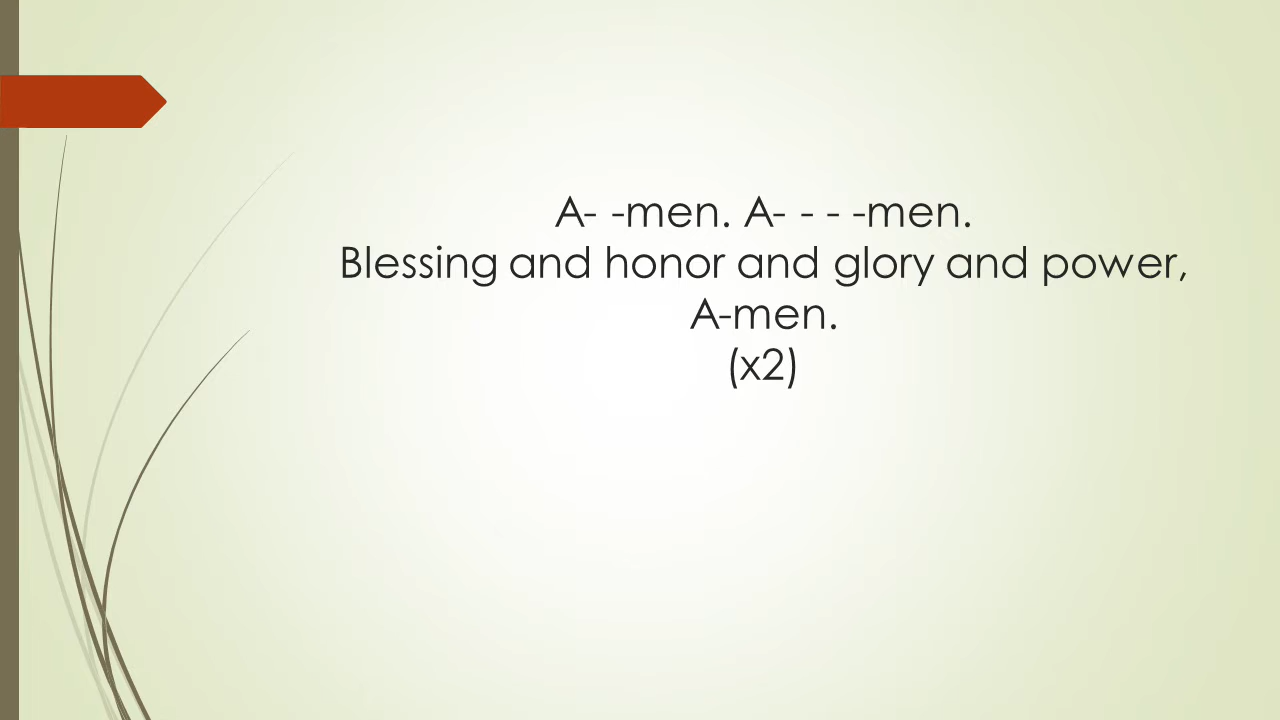 A- -men. A- - - -men.
Blessing and honor and glory and power,
A-men.
(x2)